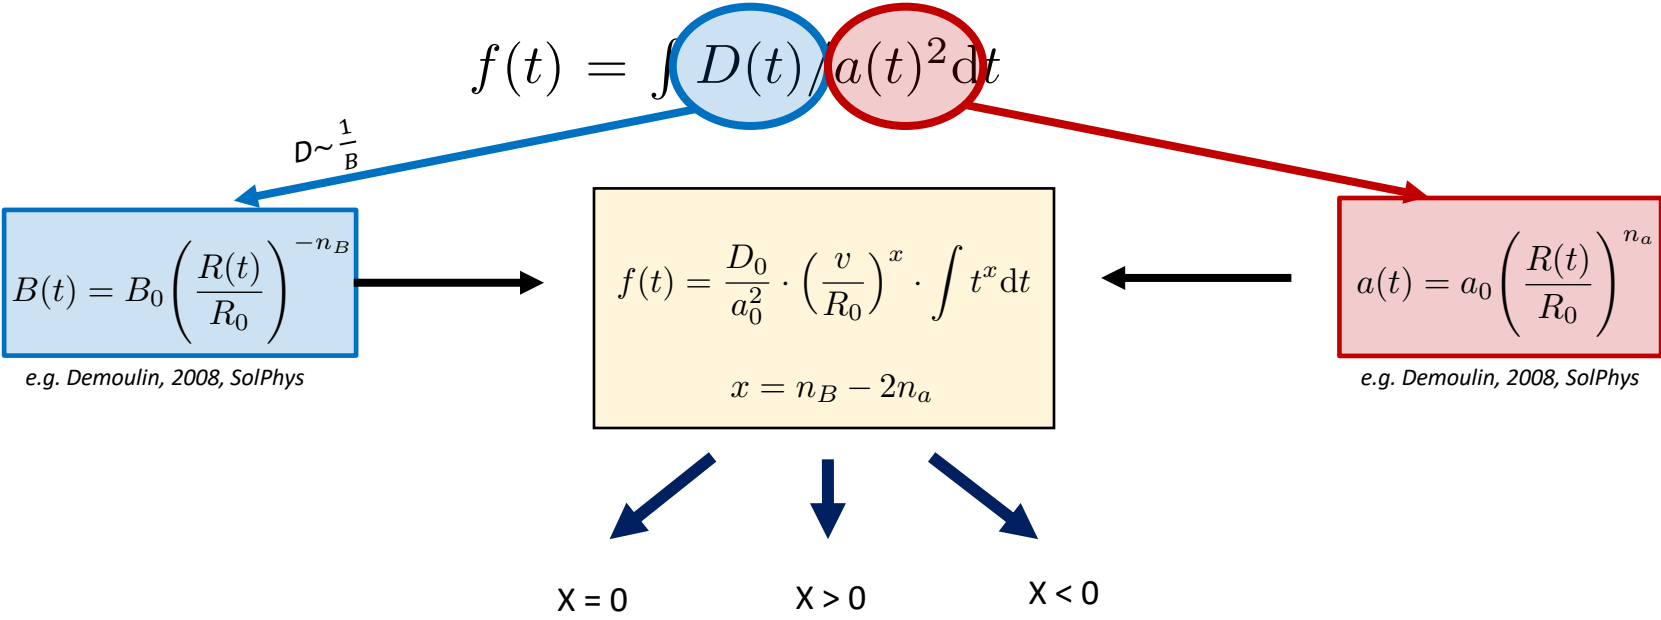 f(t) = ∫ D(t)/a(t)²dt
D~ 1/B
B(t) = B₀ (R(t)/R₀)^{-n_B}
e.g. Demoulin, 2008, SolPhys
f(t) = D₀/a₀² · (v/R₀)^x · ∫ t^x dt
x = n_B − 2n_a
a(t) = a₀ (R(t)/R₀)^{n_a}
e.g. Demoulin, 2008, SolPhys
X = 0
X > 0
X < 0